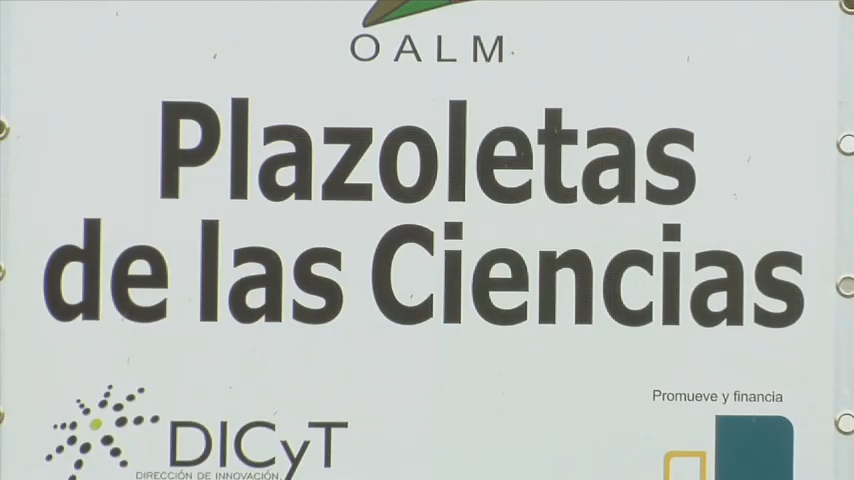 OALM
Plazoletas
de las Ciencias
Promueve y financia
DICyT
DIRECCIÓN DE INNOVACIÓN,